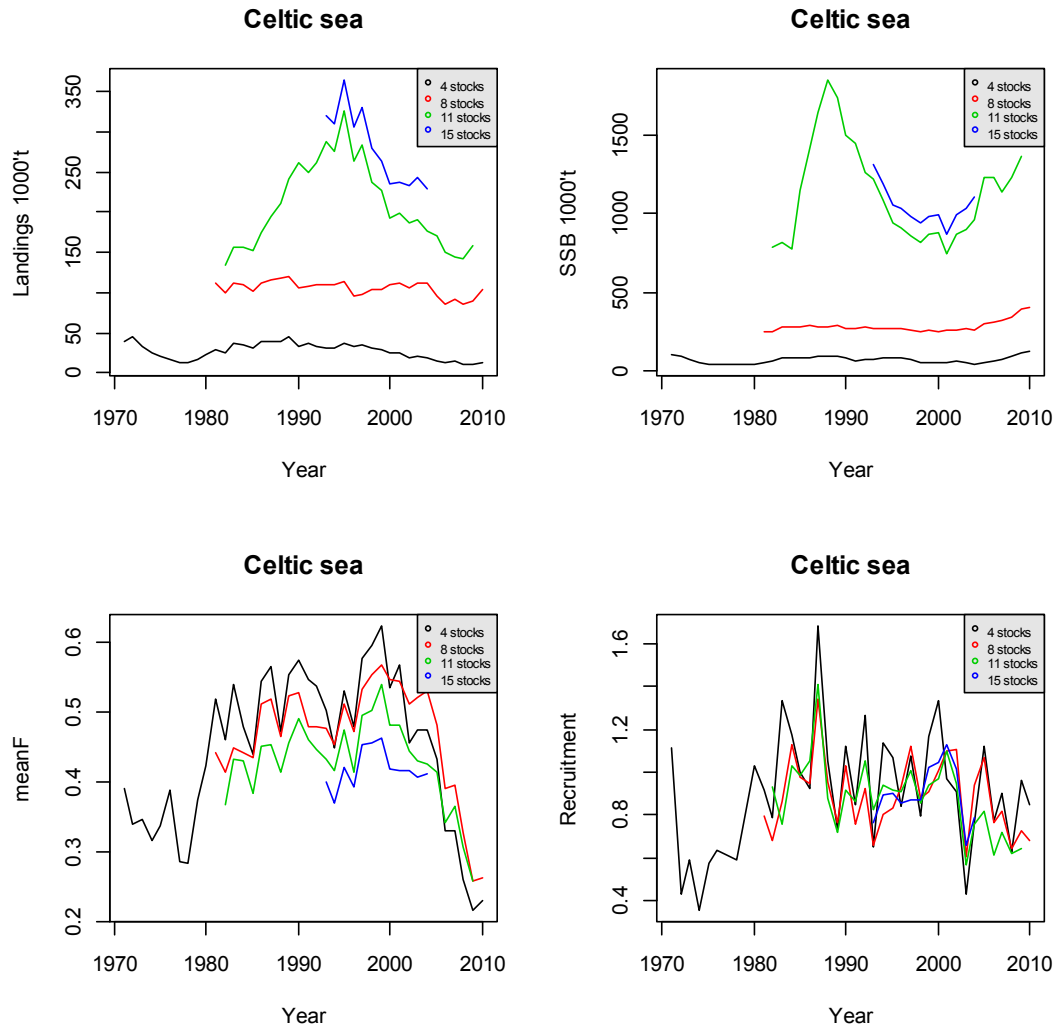 Celtic sea
Landings 1000't
350
250
150
50
0
4 stocks
8 stocks
11 stocks
15 stocks
1970 1980 1990 2000 2010
Year
Celtic sea
SSB 1000't
1500
1000
500
0
4 stocks
8 stocks
11 stocks
15 stocks
1970 1980 1990 2000 2010
Year
Celtic sea
meanF
0.6
0.5
0.4
0.3
0.2
4 stocks
8 stocks
11 stocks
15 stocks
1970 1980 1990 2000 2010
Year
Celtic sea
Recruitment
1.6
1.2
0.8
0.4
4 stocks
8 stocks
11 stocks
15 stocks
1970 1980 1990 2000 2010
Year